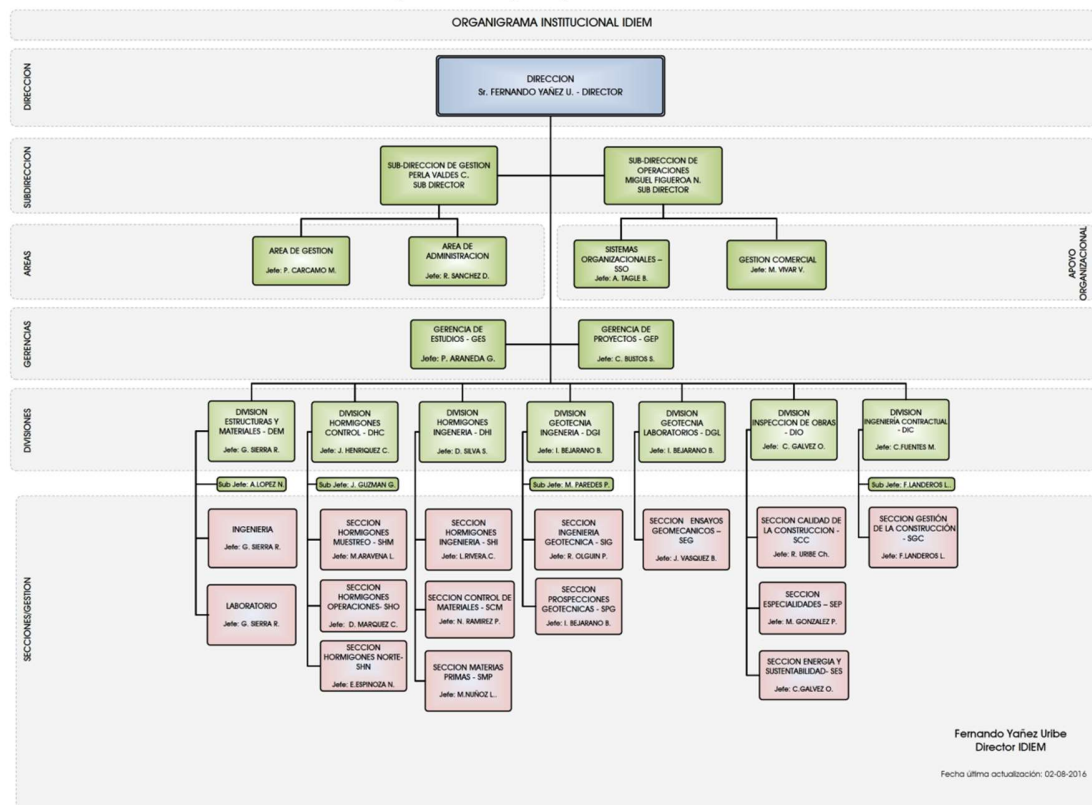 ORGANIGRAMA INSTITUCIONAL IDIEM
DIRECCION
DIRECCION
Sr. FERNANDO YAÑEZ U. - DIRECTOR
SUBDIRECCION
SUB-DIRECCION DE GESTION
PERLA VALDES C.
SUB DIRECTOR
SUB-DIRECCION DE
OPERACIONES
MIGUEL FIGUEROA N.
SUB DIRECTOR
AREAS
AREA DE GESTION
Jefe: P. CARCAMO M.
AREA DE
ADMINISTRACION
Jefe: R. SANCHEZ D.
SISTEMAS
ORGANIZACIONALES –
SSO
Jefe: A. TAGLE B.
GESTION COMERCIAL
Jefe: M. VIVAR V.
APOYO
ORGANIZACIONAL
GERENCIAS
GERENCIA DE
ESTUDIOS - GES
Jefe: P. ARANEDA G.
GERENCIA DE
PROYECTOS - GEP
Jefe: C. BUSTOS S.
DIVISIONES
DIVISION
ESTRUCTURAS Y
MATERIALES - DEM
Jefe: G. SIERRA R.
DIVISION
HORMIGONES
CONTROL - DHC
Jefe: J. HENRIQUEZ C.
DIVISION
HORMIGONES
INGENERIA - DHI
Jefe: D. SILVA S.
DIVISION
GEOTECNIA
INGENERIA - DGI
Jefe: I. BEJARANO B.
DIVISION
GEOTECNIA
LABORATORIOS - DGL
Jefe: I. BEJARANO B.
DIVISION
INSPECCION DE OBRAS
- DIO
Jefe: C. GALVEZ O.
DIVISION
INGENIERÍA CONTRACTUAL
- DIC
Jefe: C.FUENTES M.
Sub Jefe: A.LOPEZ N.
Sub Jefe: J. GUZMAN G.
Sub Jefe: M. PAREDES P.
Sub Jefe: F.LANDEROS L..
SECCIONES/GESTION
INGENIERIA
Jefe: G. SIERRA R.
SECCION
HORMIGONES
MUESTREO - SHM
Jefe: M.ARAVENA L.
SECCION
HORMIGONES
INGENIERIA - SHI
Jefe: L.RIVERA.C.
SECCION
INGENIERIA
GEOTECNICA - SIG
Jefe: R. OLGUIN P.
SECCION ENSAYOS
GEOMECANICOS –
SEG
Jefe: J. VASQUEZ B.
SECCION CALIDAD DE
LA CONSTRUCCION -
SCC
Jefe: R. URIBE Ch.
SECCION GESTIÓN
DE LA CONSTRUCCIÓN
- SGC
Jefe: F.LANDEROS L.
LABORATORIO
Jefe: G. SIERRA R.
SECCION
HORMIGONES
OPERACIONES- SHO
Jefe: D. MARQUEZ C.
SECCION CONTROL DE
MATERIALES - SCM
Jefe: N. RAMIREZ P.
SECCION
PROSPECCIONES
GEOTECNICAS - SPG
Jefe: I. BEJARANO B.
SECCION
ESPECIALIDADES – SEP
Jefe: M. GONZALEZ P.
SECCION
HORMIGONES NORTE-
SHN
Jefe: E.ESPINOZA N.
SECCION MATERIAS
PRIMAS - SMP
Jefe: M.NUÑOZ L..
SECCION ENERGIA Y
SUSTENTABILIDAD- SES
Jefe: C.GALVEZ O.
Fernando Yañez Uribe
Director IDIEM
Fecha última actualización: 02-08-2016